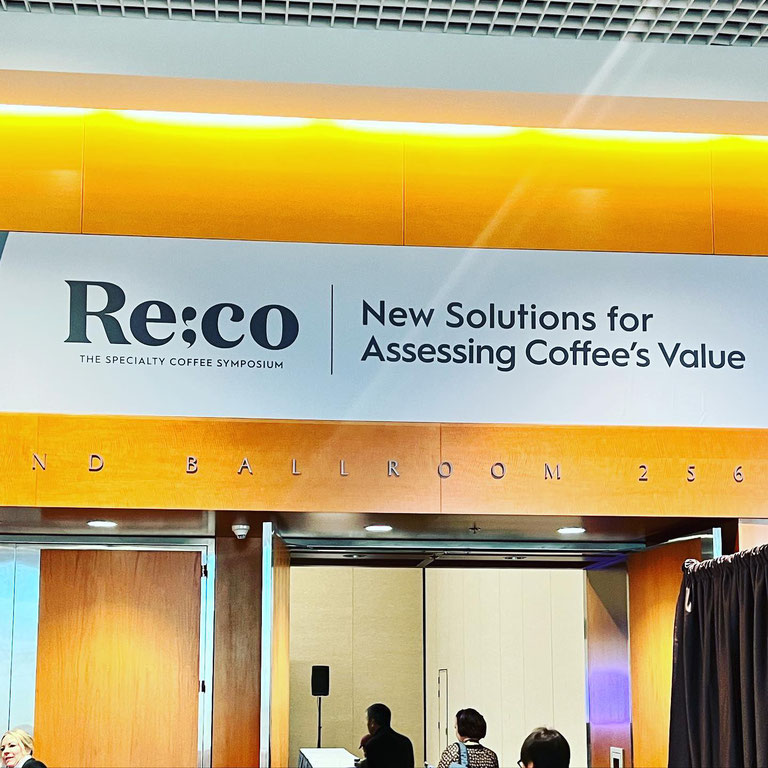 Re;co
THE SPECIALTY COFFEE SYMPOSIUM
New Solutions for
Assessing Coffee's Value
ND BALLROOM 256